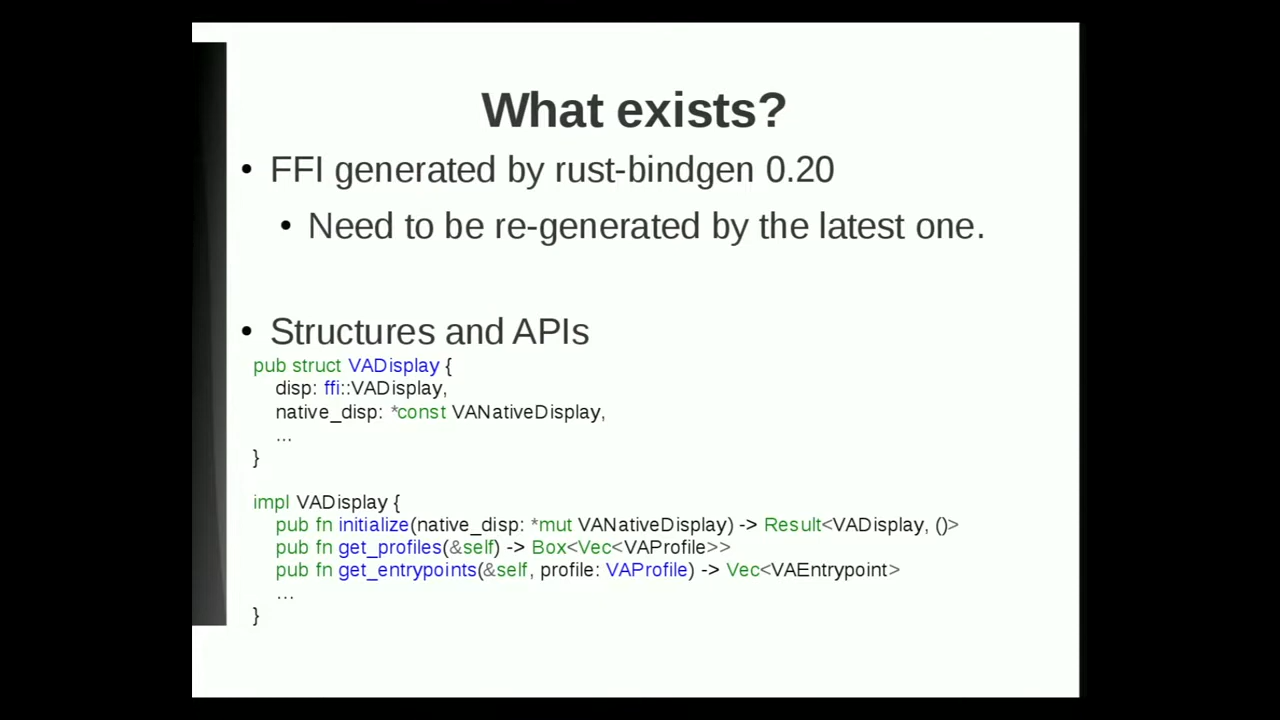 What exists?
• FFI generated by rust-bindgen 0.20
• Need to be re-generated by the latest one.
• Structures and APIs
pub struct VADisplay {
disp: ffi::VADisplay,
native_disp: *const VANativeDisplay,
...
}
impl VADisplay {
pub fn initialize(native_disp: *mut VANativeDisplay) -> Result<VADisplay, ()>
pub fn get_profiles(&self) -> Box<Vec<VAProfile>>
pub fn get_entrypoints(&self, profile: VAProfile) -> Vec<VAEntrypoint>
...
}